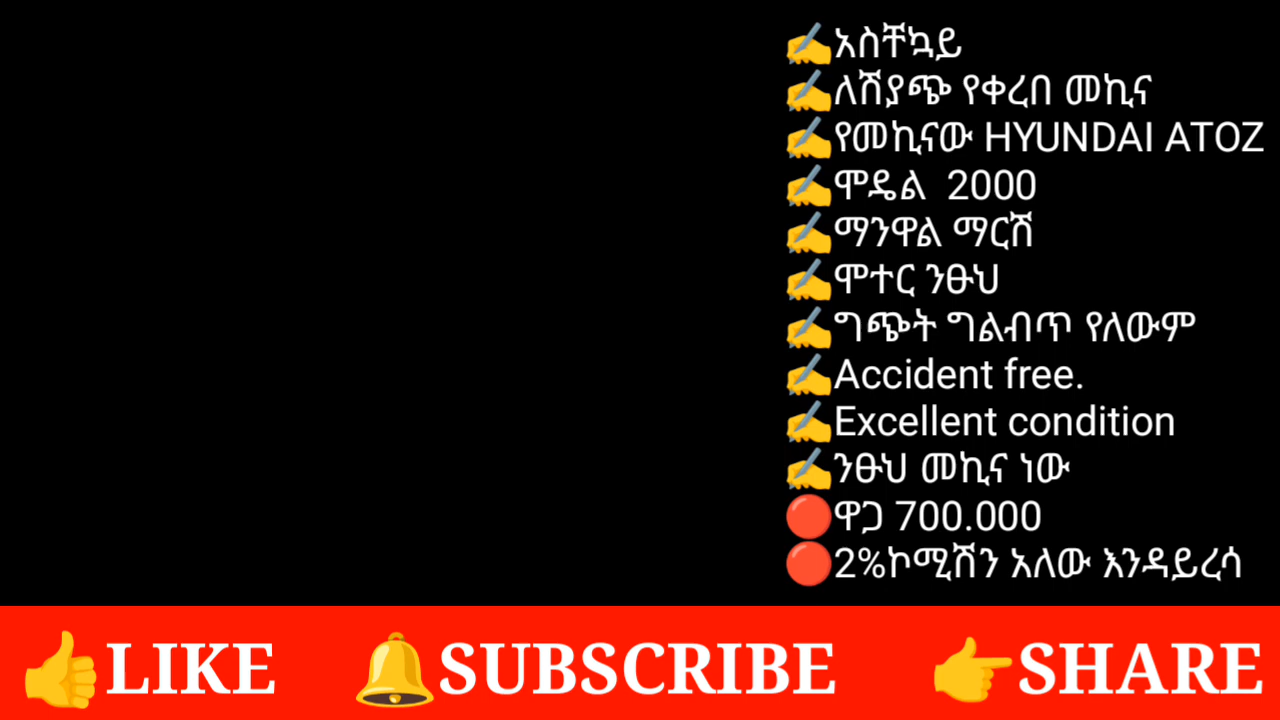 ✍️አስቸኳይ
✍️ለሽያጭ የቀረበ መኪና
✍️የመኪናው HYUNDAI ATOZ
✍️ሞዴል 2000
✍️ማንዋል ማርሽ
✍️ሞተር ንፁህ
✍️ግጭት ግልብጥ የለውም
✍️Accident free.
✍️Excellent condition
✍️ንፁህ መኪና ነው
🔴ዋጋ 700.000
🔴2%ኮሚሽን አለው እንዳይረሳ
👍LIKE 🔔SUBSCRIBE 👉SHARE